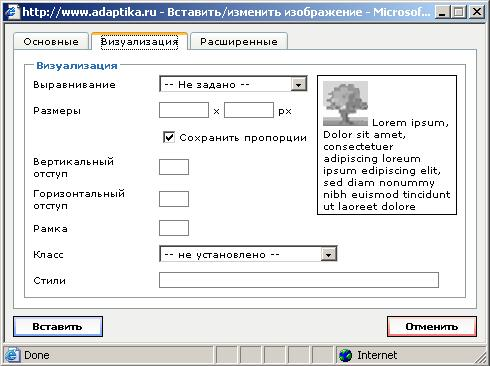 http://www.adaptika.ru - Вставить/изменить изображение - Microsof...
Основные
Визуализация
Расширенные
Визуализация
Выравнивание
-- Не задано --
Размеры
x
px
Сохранить пропорции
Вертикальный
отступ
Горизонтальный
отступ
Рамка
Класс
-- не установлено --
Стили
Lorem ipsum,
Dolor sit amet,
consectetuer
adipiscing loreum
ipsum edipiscing elit,
sed diam nonummy
nibh euismod tincidunt
ut laoreet dolore
Вставить
Отменить
Done
Internet